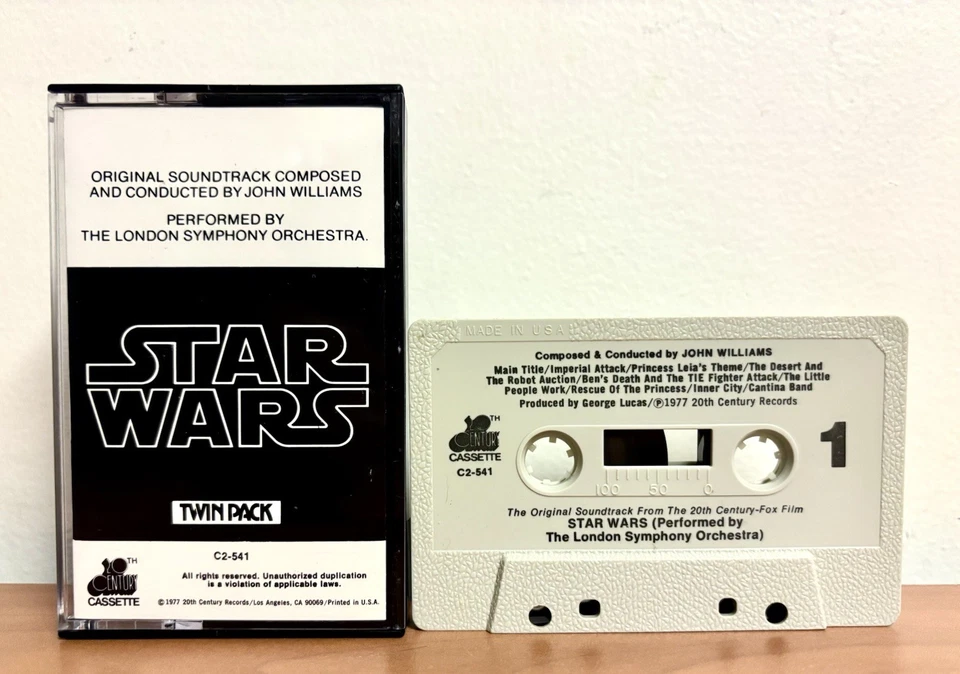 ORIGINAL SOUNDTRACK COMPOSED
AND CONDUCTED BY JOHN WILLIAMS
PERFORMED BY
THE LONDON SYMPHONY ORCHESTRA.
STAR
WARS
TWIN PACK
20TH
CENTURY
CASSETTE
C2-541
All rights reserved. Unauthorized duplication
is a violation of applicable laws.
©1977 20th Century Records/Los Angeles, CA 90069/Printed in U.S.A.
MADE IN USA
Composed & Conducted by JOHN WILLIAMS
Main Title/Imperial Attack/Princess Leia's Theme/The Desert And
The Robot Auction/Ben's Death And The TIE Fighter Attack/The Little
People Work/Rescue Of The Princess/Inner City/Cantina Band
Produced by George Lucas/℗1977 20th Century Records
20TH
CENTURY
CASSETTE
C2-541
1
100 50 0
The Original Soundtrack From The 20th Century-Fox Film
STAR WARS (Performed by
The London Symphony Orchestra)